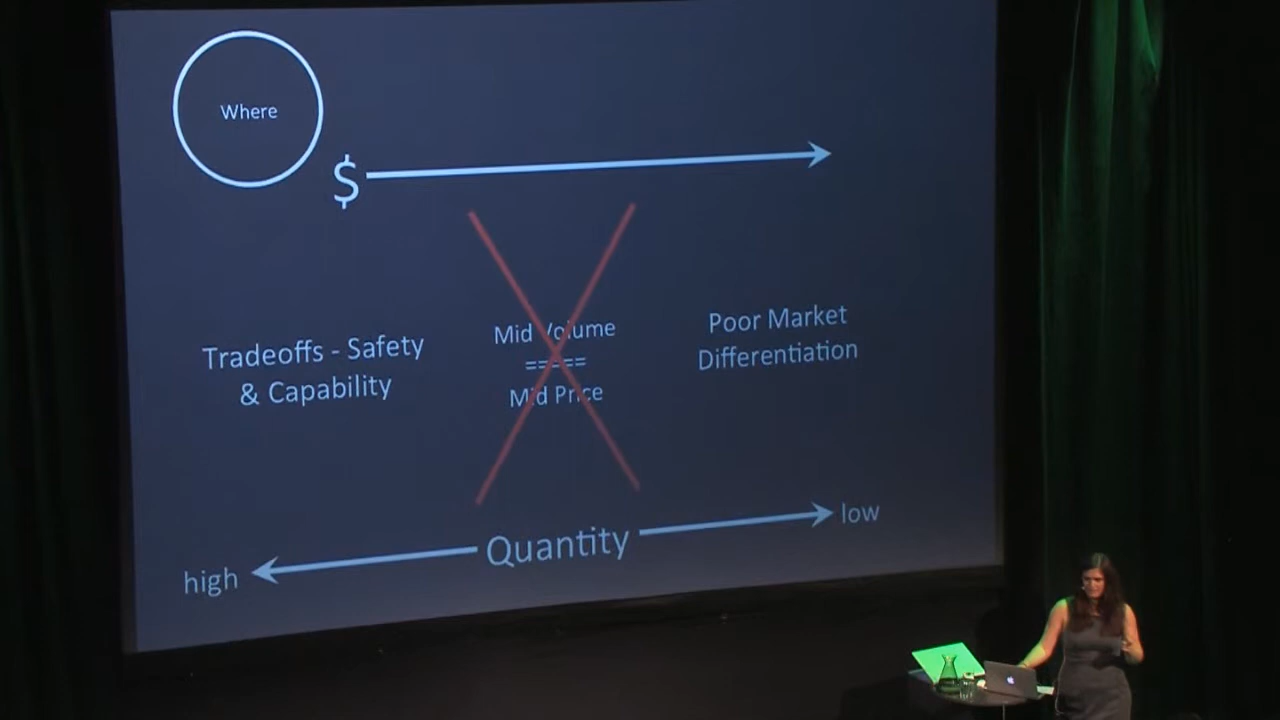 Where
$
Tradeoffs - Safety
& Capability
Mid Volume
=====
Mid Price
Poor Market
Differentiation
high
Quantity
low